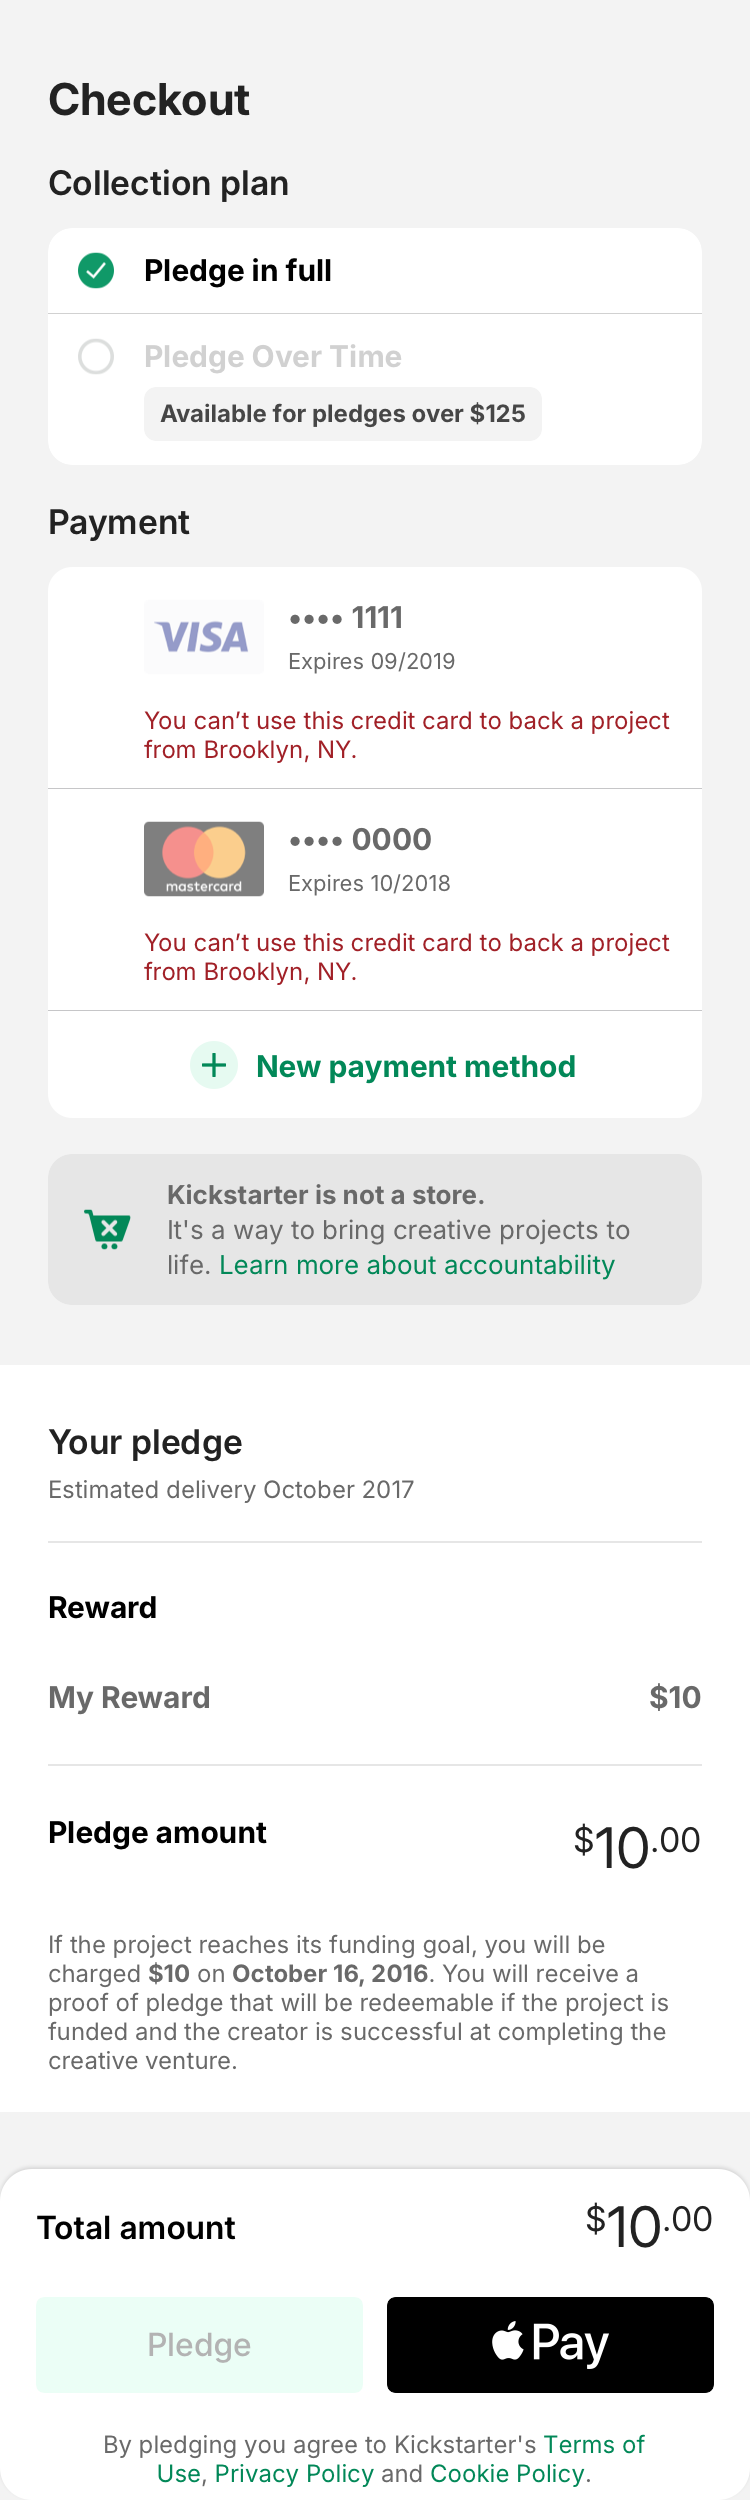 Checkout
Collection plan
Pledge in full
Pledge Over Time
Available for pledges over $125
Payment
VISA
•••• 1111
Expires 09/2019
You can’t use this credit card to back a project
from Brooklyn, NY.
mastercard
•••• 0000
Expires 10/2018
You can’t use this credit card to back a project
from Brooklyn, NY.
New payment method
Kickstarter is not a store.
It's a way to bring creative projects to
life. Learn more about accountability
Your pledge
Estimated delivery October 2017
Reward
My Reward $10
Pledge amount $10.00
If the project reaches its funding goal, you will be
charged $10 on October 16, 2016. You will receive a
proof of pledge that will be redeemable if the project is
funded and the creator is successful at completing the
creative venture.
Total amount $10.00
Pledge Pay
By pledging you agree to Kickstarter's Terms of
Use, Privacy Policy and Cookie Policy.